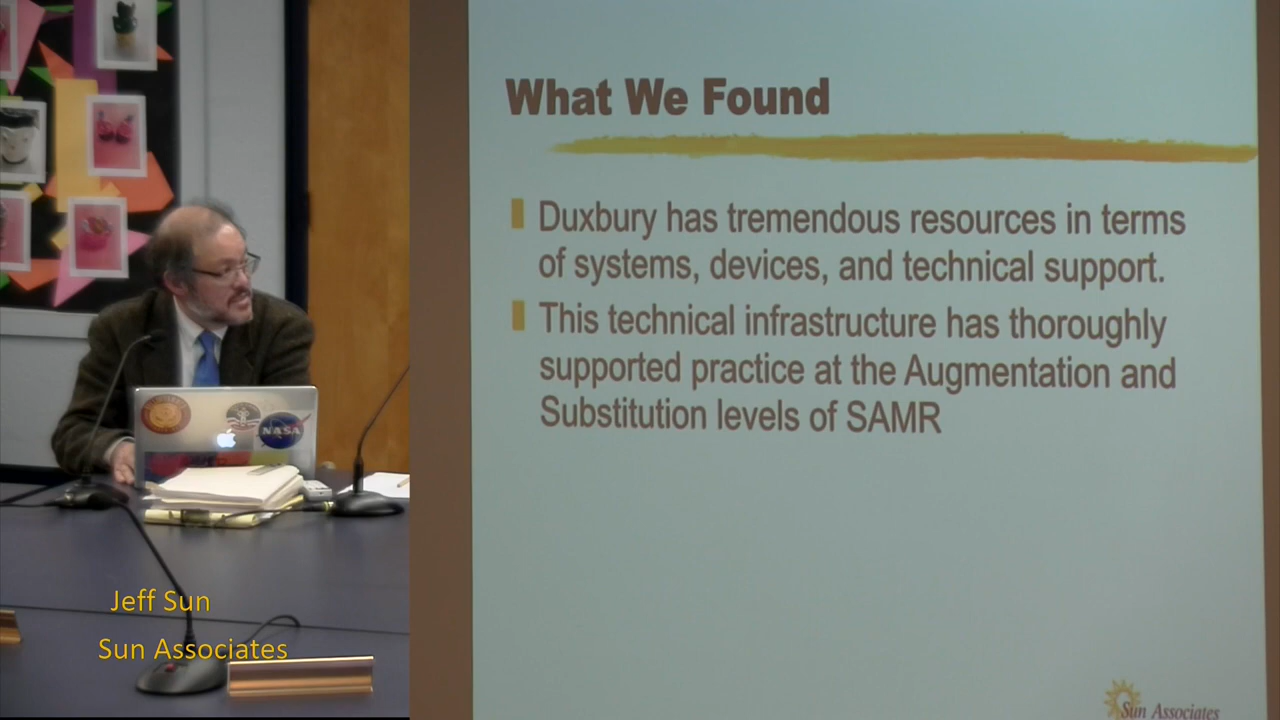 What We Found
Duxbury has tremendous resources in terms
of systems, devices, and technical support.
This technical infrastructure has thoroughly
supported practice at the Augmentation and
Substitution levels of SAMR
NASA
Jeff Sun
Sun Associates
Sun Associates